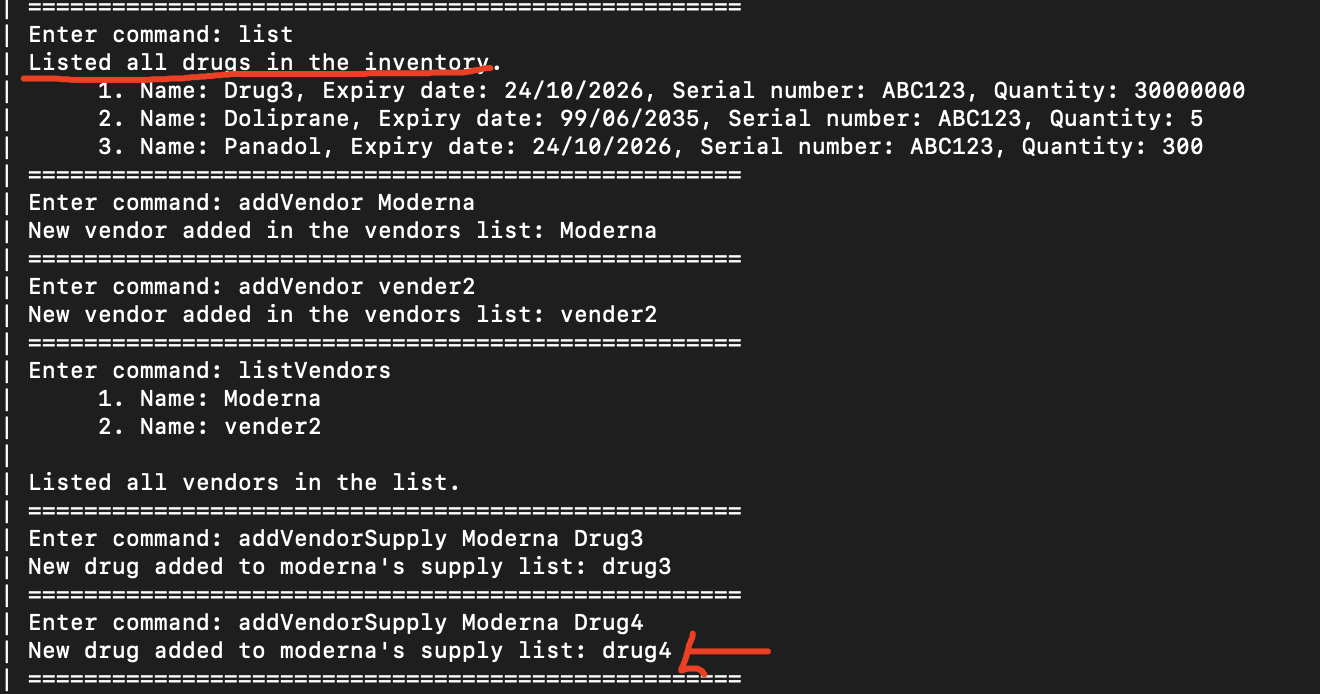 | ===================================================
| Enter command: list
| Listed all drugs in the inventory.
|      1. Name: Drug3, Expiry date: 24/10/2026, Serial number: ABC123, Quantity: 30000000
|      2. Name: Doliprane, Expiry date: 99/06/2035, Serial number: ABC123, Quantity: 5
|      3. Name: Panadol, Expiry date: 24/10/2026, Serial number: ABC123, Quantity: 300
| ===================================================
| Enter command: addVendor Moderna
| New vendor added in the vendors list: Moderna
| ===================================================
| Enter command: addVendor vender2
| New vendor added in the vendors list: vender2
| ===================================================
| Enter command: listVendors
|      1. Name: Moderna
|      2. Name: vender2
|
| Listed all vendors in the list.
| ===================================================
| Enter command: addVendorSupply Moderna Drug3
| New drug added to moderna's supply list: drug3
| ===================================================
| Enter command: addVendorSupply Moderna Drug4
| New drug added to moderna's supply list: drug4
| ===================================================